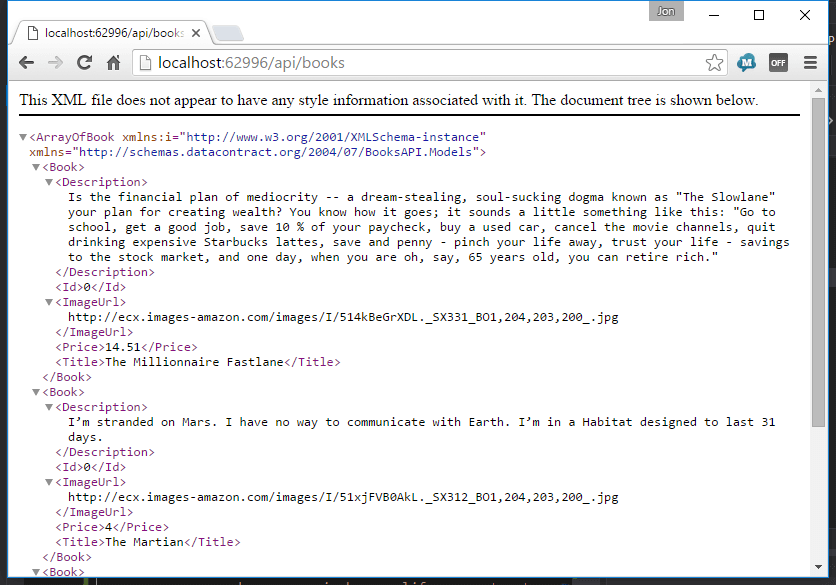 Jon
localhost:62996/api/books
localhost:62996/api/books
M
OFF
This XML file does not appear to have any style information associated with it. The document tree is shown below.
▼<ArrayOfBook xmlns:i="http://www.w3.org/2001/XMLSchema-instance"
xmlns="http://schemas.datacontract.org/2004/07/BooksAPI.Models">
▼<Book>
▼<Description>
Is the financial plan of mediocrity -- a dream-stealing, soul-sucking dogma known as "The Slowlane"
your plan for creating wealth? You know how it goes; it sounds a little something like this: "Go to
school, get a good job, save 10 % of your paycheck, buy a used car, cancel the movie channels, quit
drinking expensive Starbucks lattes, save and penny - pinch your life away, trust your life - savings
to the stock market, and one day, when you are oh, say, 65 years old, you can retire rich."
</Description>
<Id>0</Id>
▼<ImageUrl>
http://ecx.images-amazon.com/images/I/514kBeGrXDL._SX331_BO1,204,203,200_.jpg
</ImageUrl>
<Price>14.51</Price>
<Title>The Millionnaire Fastlane</Title>
</Book>
▼<Book>
▼<Description>
I’m stranded on Mars. I have no way to communicate with Earth. I’m in a Habitat designed to last 31
days.
</Description>
<Id>0</Id>
▼<ImageUrl>
http://ecx.images-amazon.com/images/I/51xjFVB0AkL._SX312_BO1,204,203,200_.jpg
</ImageUrl>
<Price>4</Price>
<Title>The Martian</Title>
</Book>
▼<Book>